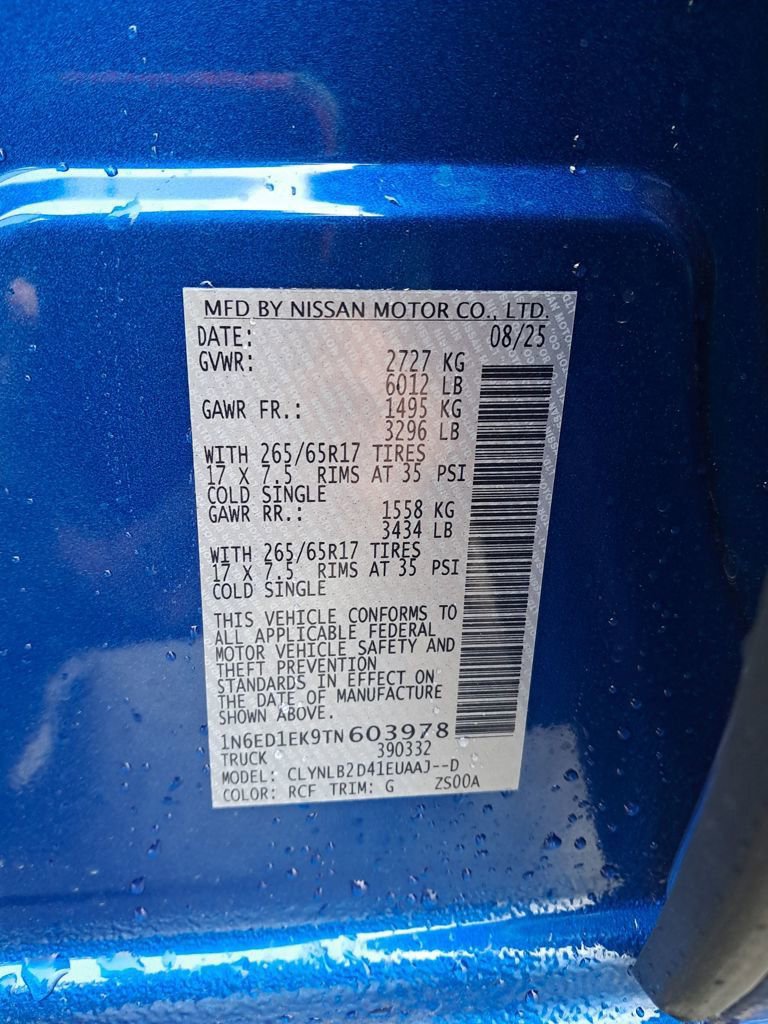 MFD BY NISSAN MOTOR CO., LTD.
DATE: 08/25
GVWR: 2727 KG
6012 LB
GAWR FR.: 1495 KG
3296 LB
WITH 265/65R17 TIRES
17 X 7.5 RIMS AT 35 PSI
COLD SINGLE
GAWR RR.: 1558 KG
3434 LB
WITH 265/65R17 TIRES
17 X 7.5 RIMS AT 35 PSI
COLD SINGLE
THIS VEHICLE CONFORMS TO
ALL APPLICABLE FEDERAL
MOTOR VEHICLE SAFETY AND
THEFT PREVENTION
STANDARDS IN EFFECT ON
THE DATE OF MANUFACTURE
SHOWN ABOVE.
1N6ED1EK9TN603978
TRUCK 390332
MODEL: CLYNLB2D41EUAAJ--D
COLOR: RCF TRIM: G ZS00A